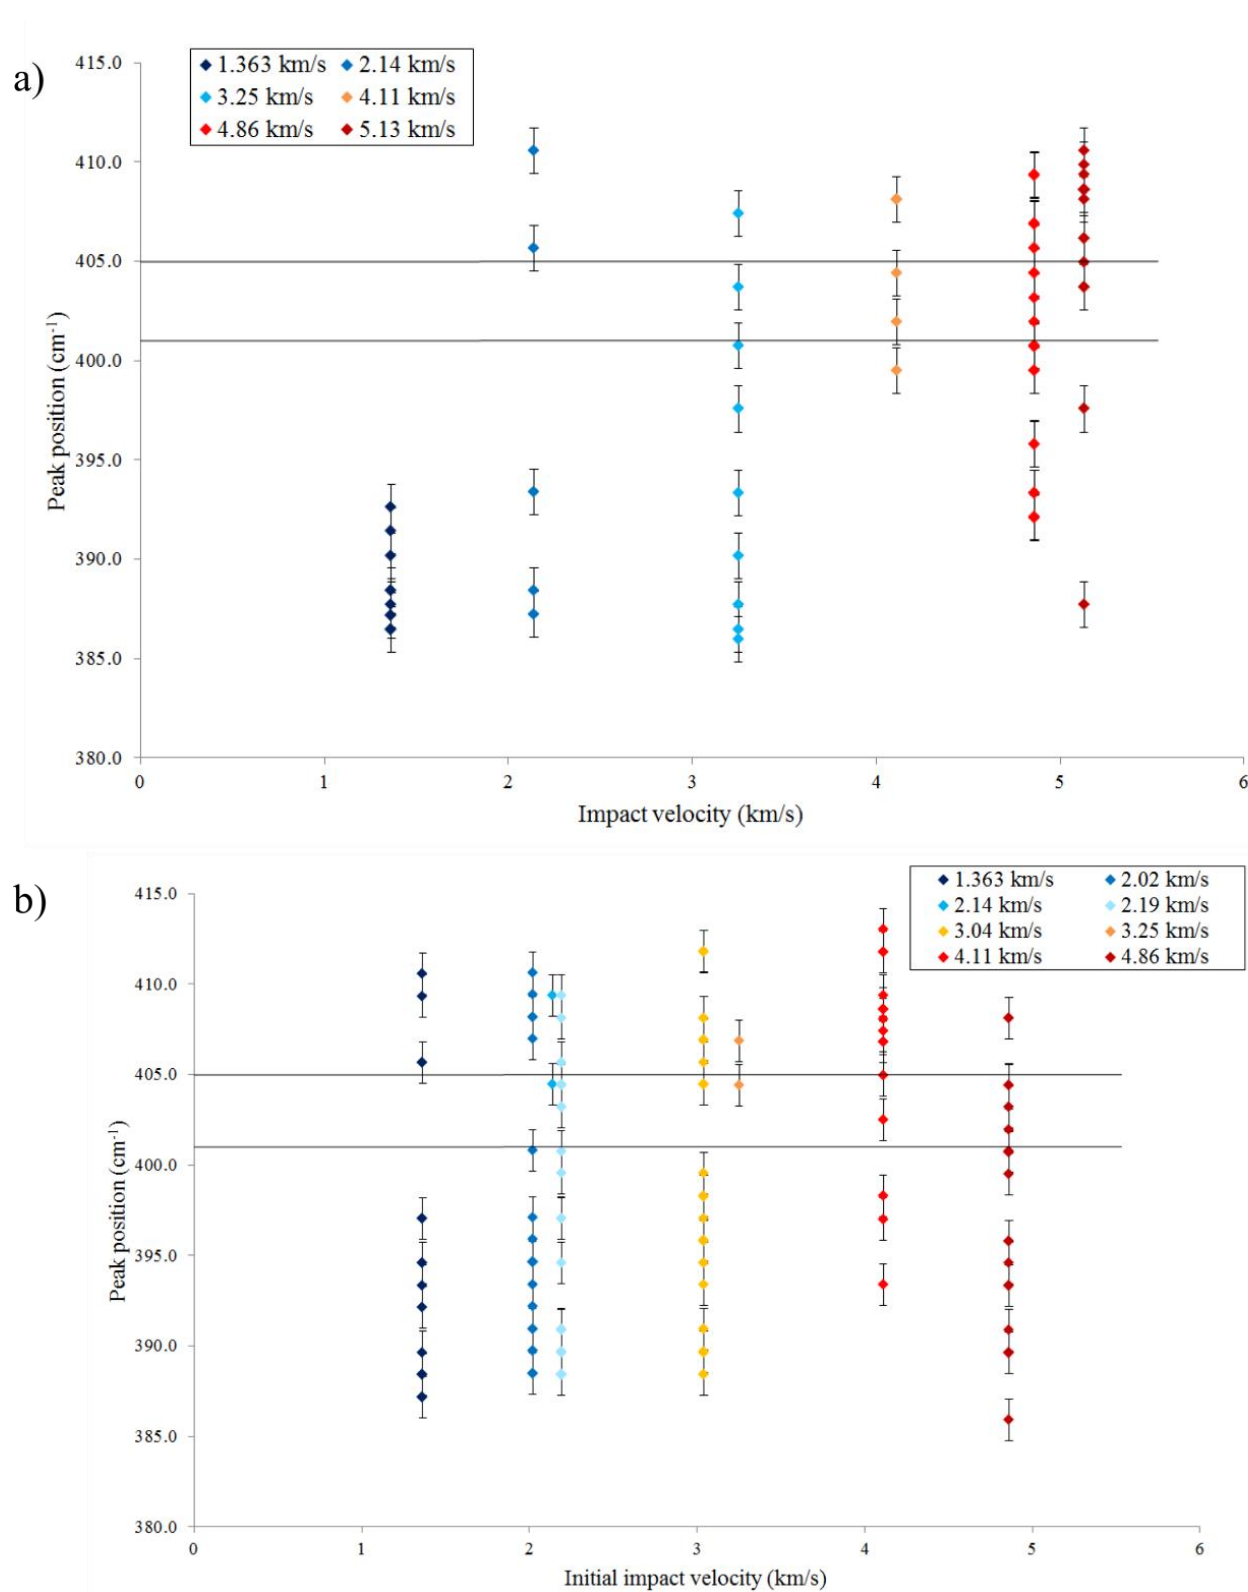 a)
1.363 km/s 2.14 km/s
3.25 km/s 4.11 km/s
4.86 km/s 5.13 km/s
415.0
410.0
405.0
400.0
395.0
390.0
385.0
380.0
Peak position (cm-1)
0 1 2 3 4 5 6
Impact velocity (km/s)
b)
1.363 km/s 2.02 km/s
2.14 km/s 2.19 km/s
3.04 km/s 3.25 km/s
4.11 km/s 4.86 km/s
415.0
410.0
405.0
400.0
395.0
390.0
385.0
380.0
Peak position (cm-1)
0 1 2 3 4 5 6
Initial impact velocity (km/s)